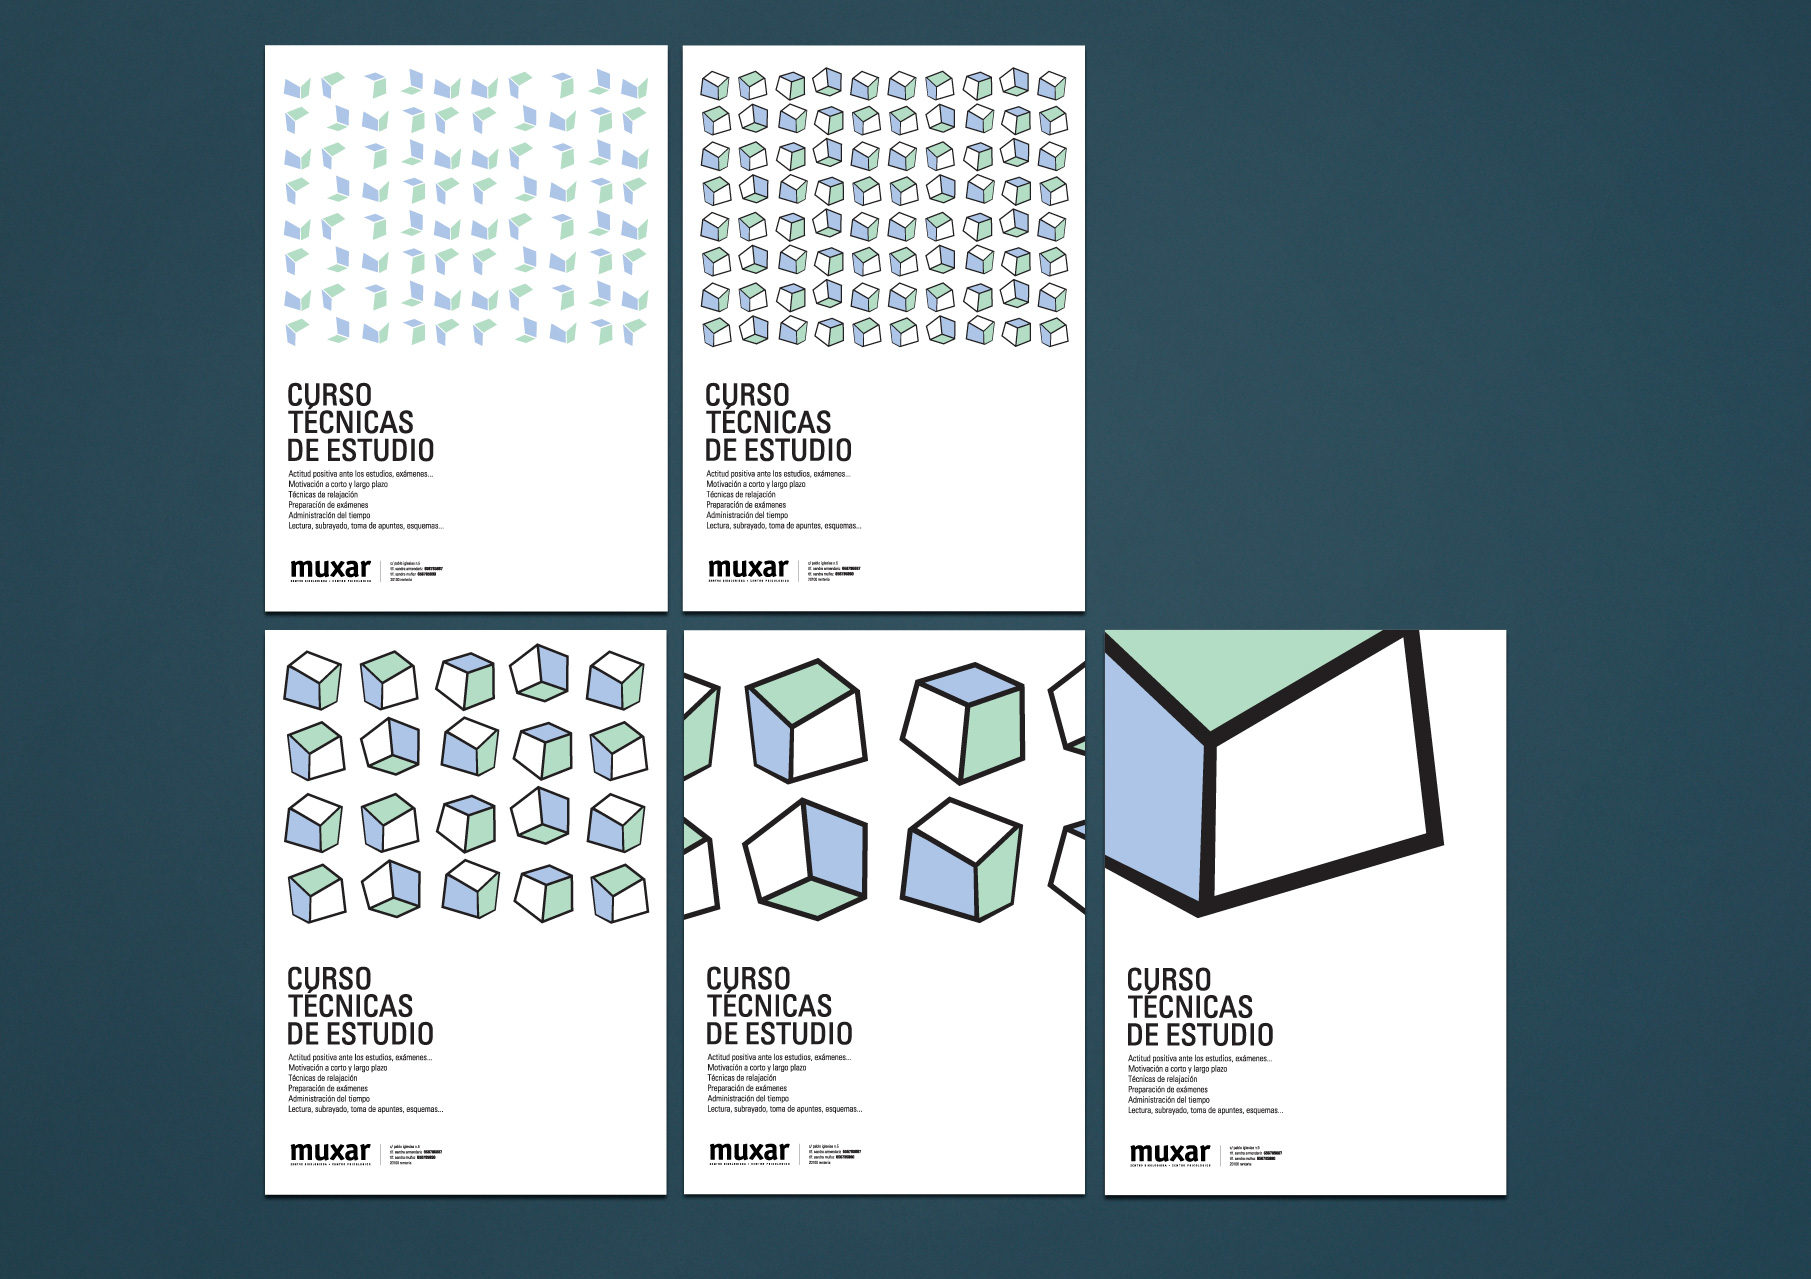 CURSO
TÉCNICAS
DE ESTUDIO
Actitud positiva ante los estudios, exámenes...
Motivación a corto y largo plazo
Técnicas de relajación
Preparación de exámenes
Administración del tiempo
Lectura, subrayado, toma de apuntes, esquemas...
muxar
CURSO
TÉCNICAS
DE ESTUDIO
Actitud positiva ante los estudios, exámenes...
Motivación a corto y largo plazo
Técnicas de relajación
Preparación de exámenes
Administración del tiempo
Lectura, subrayado, toma de apuntes, esquemas...
muxar
CURSO
TÉCNICAS
DE ESTUDIO
Actitud positiva ante los estudios, exámenes...
Motivación a corto y largo plazo
Técnicas de relajación
Preparación de exámenes
Administración del tiempo
Lectura, subrayado, toma de apuntes, esquemas...
muxar
CURSO
TÉCNICAS
DE ESTUDIO
Actitud positiva ante los estudios, exámenes...
Motivación a corto y largo plazo
Técnicas de relajación
Preparación de exámenes
Administración del tiempo
Lectura, subrayado, toma de apuntes, esquemas...
muxar
CURSO
TÉCNICAS
DE ESTUDIO
Actitud positiva ante los estudios, exámenes...
Motivación a corto y largo plazo
Técnicas de relajación
Preparación de exámenes
Administración del tiempo
Lectura, subrayado, toma de apuntes, esquemas...
muxar